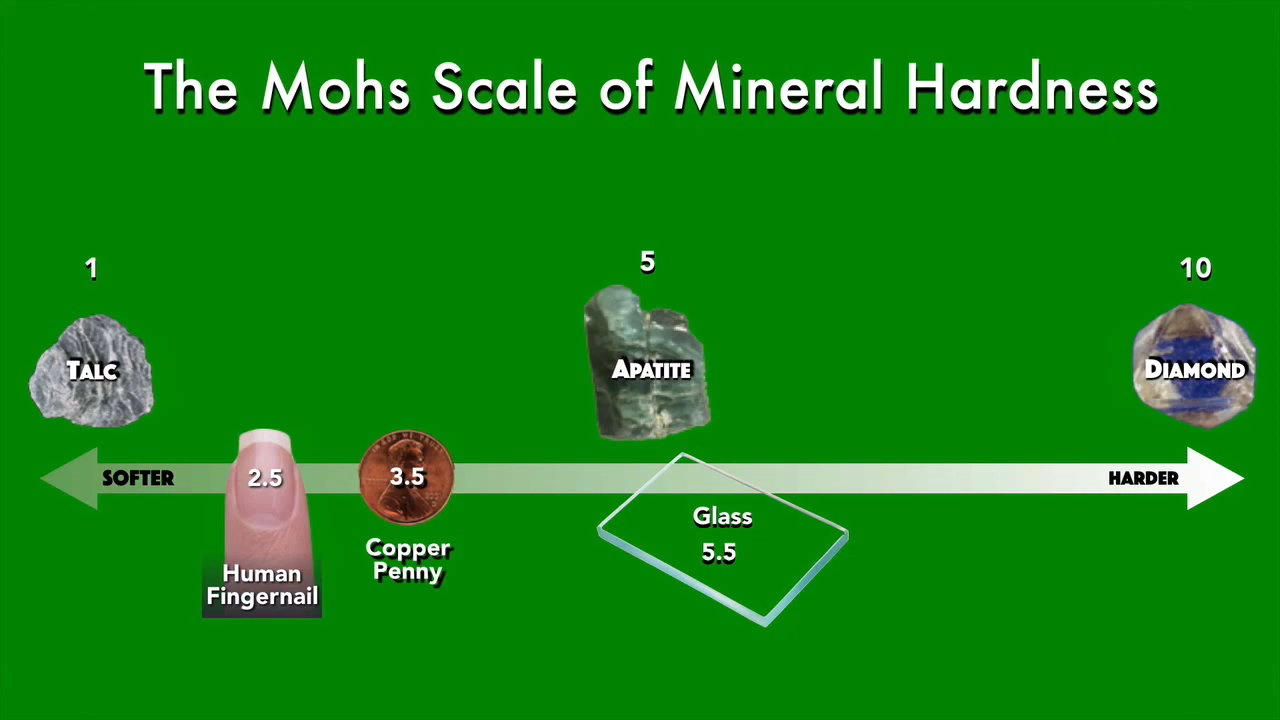 The Mohs Scale of Mineral Hardness
1
5
10
TALC
APATITE
DIAMOND
SOFTER
2.5
3.5
HARDER
Glass
5.5
Copper
Penny
Human
Fingernail